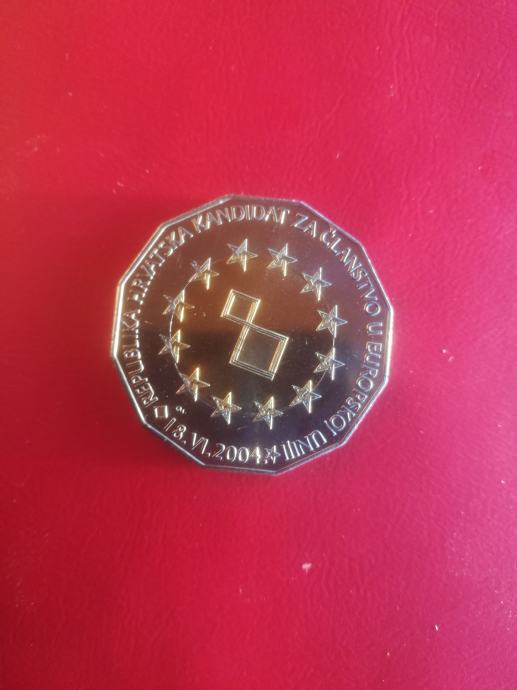 REPUBLIKA HRVATSKA KANDIDAT ZA ČLANSTVO U EUROPSKOJ UNIJI
18.VI.2004.